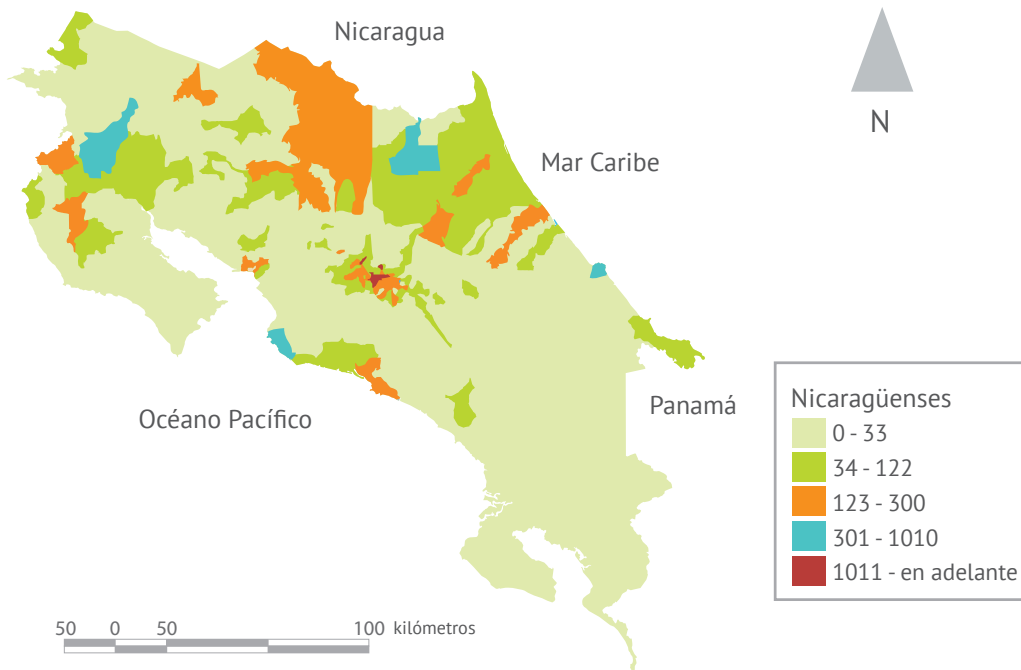 Nicaragua
N
Mar Caribe
Panamá
Océano Pacífico
Nicaragüenses
0 - 33
34 - 122
123 - 300
301 - 1010
1011 - en adelante
50 0 50 100 kilómetros